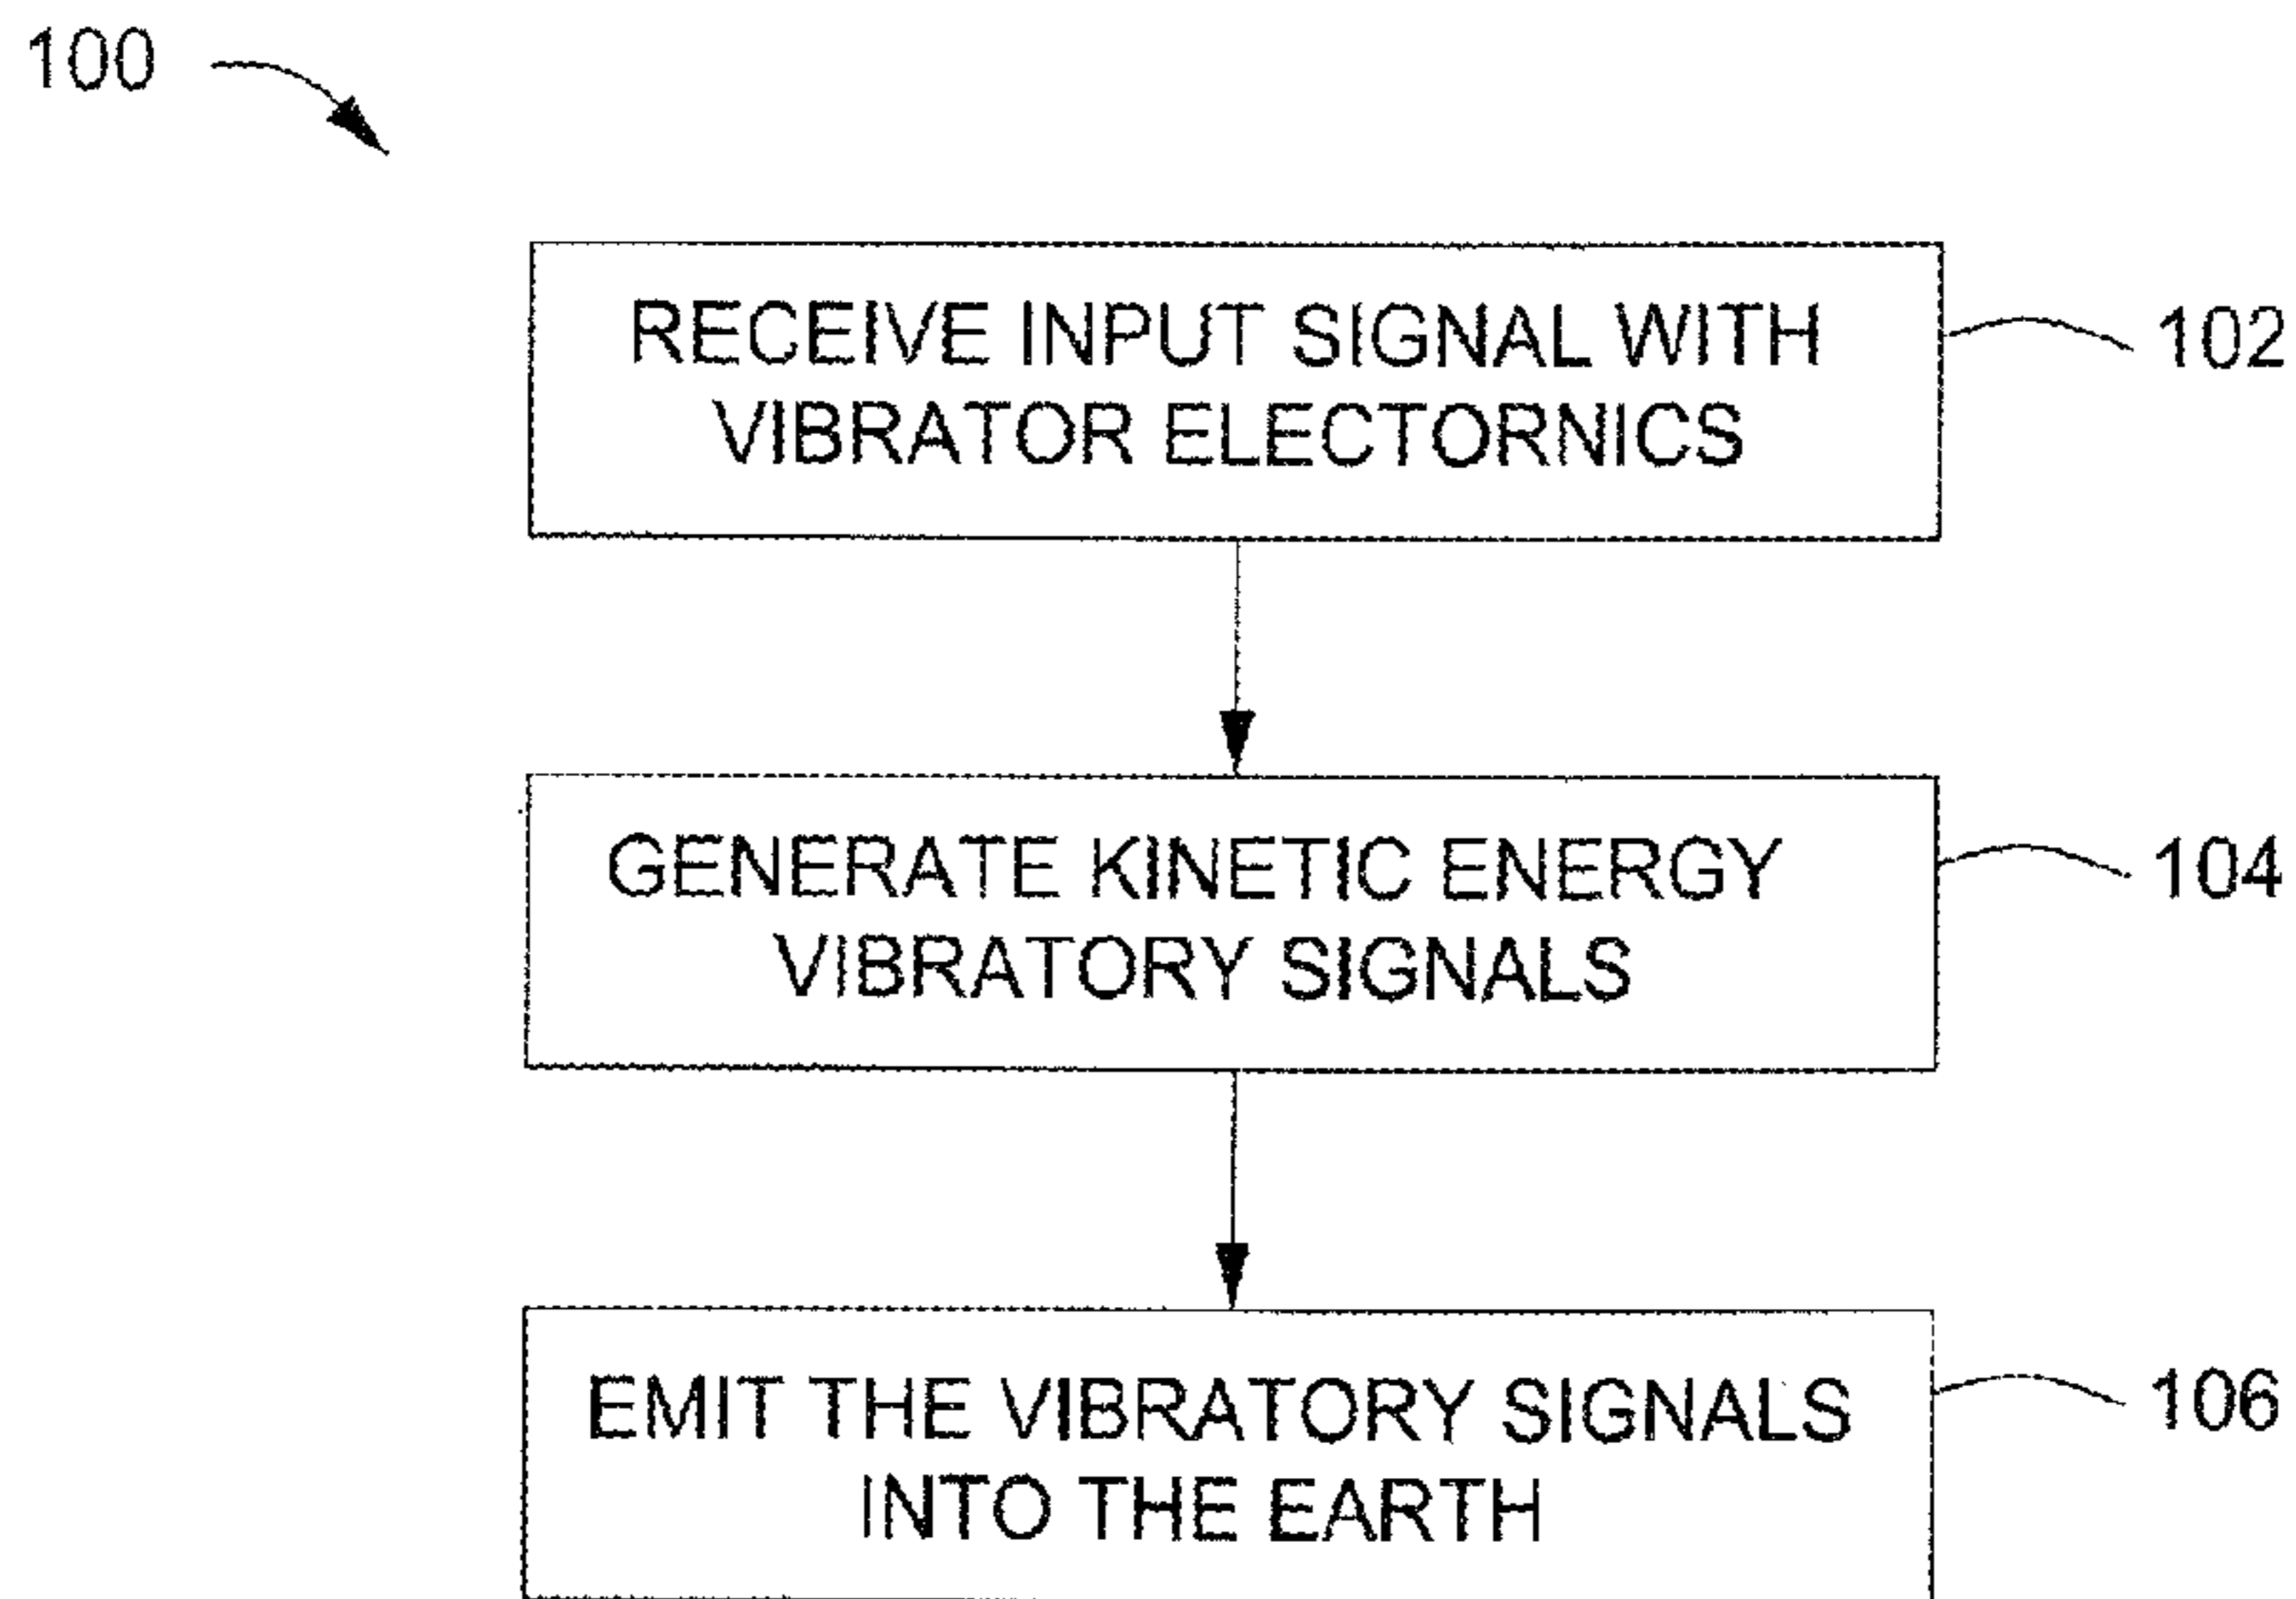 100
RECEIVE INPUT SIGNAL WITH
VIBRATOR ELECTORNICS
102
GENERATE KINETIC ENERGY
VIBRATORY SIGNALS
104
EMIT THE VIBRATORY SIGNALS
INTO THE EARTH
106